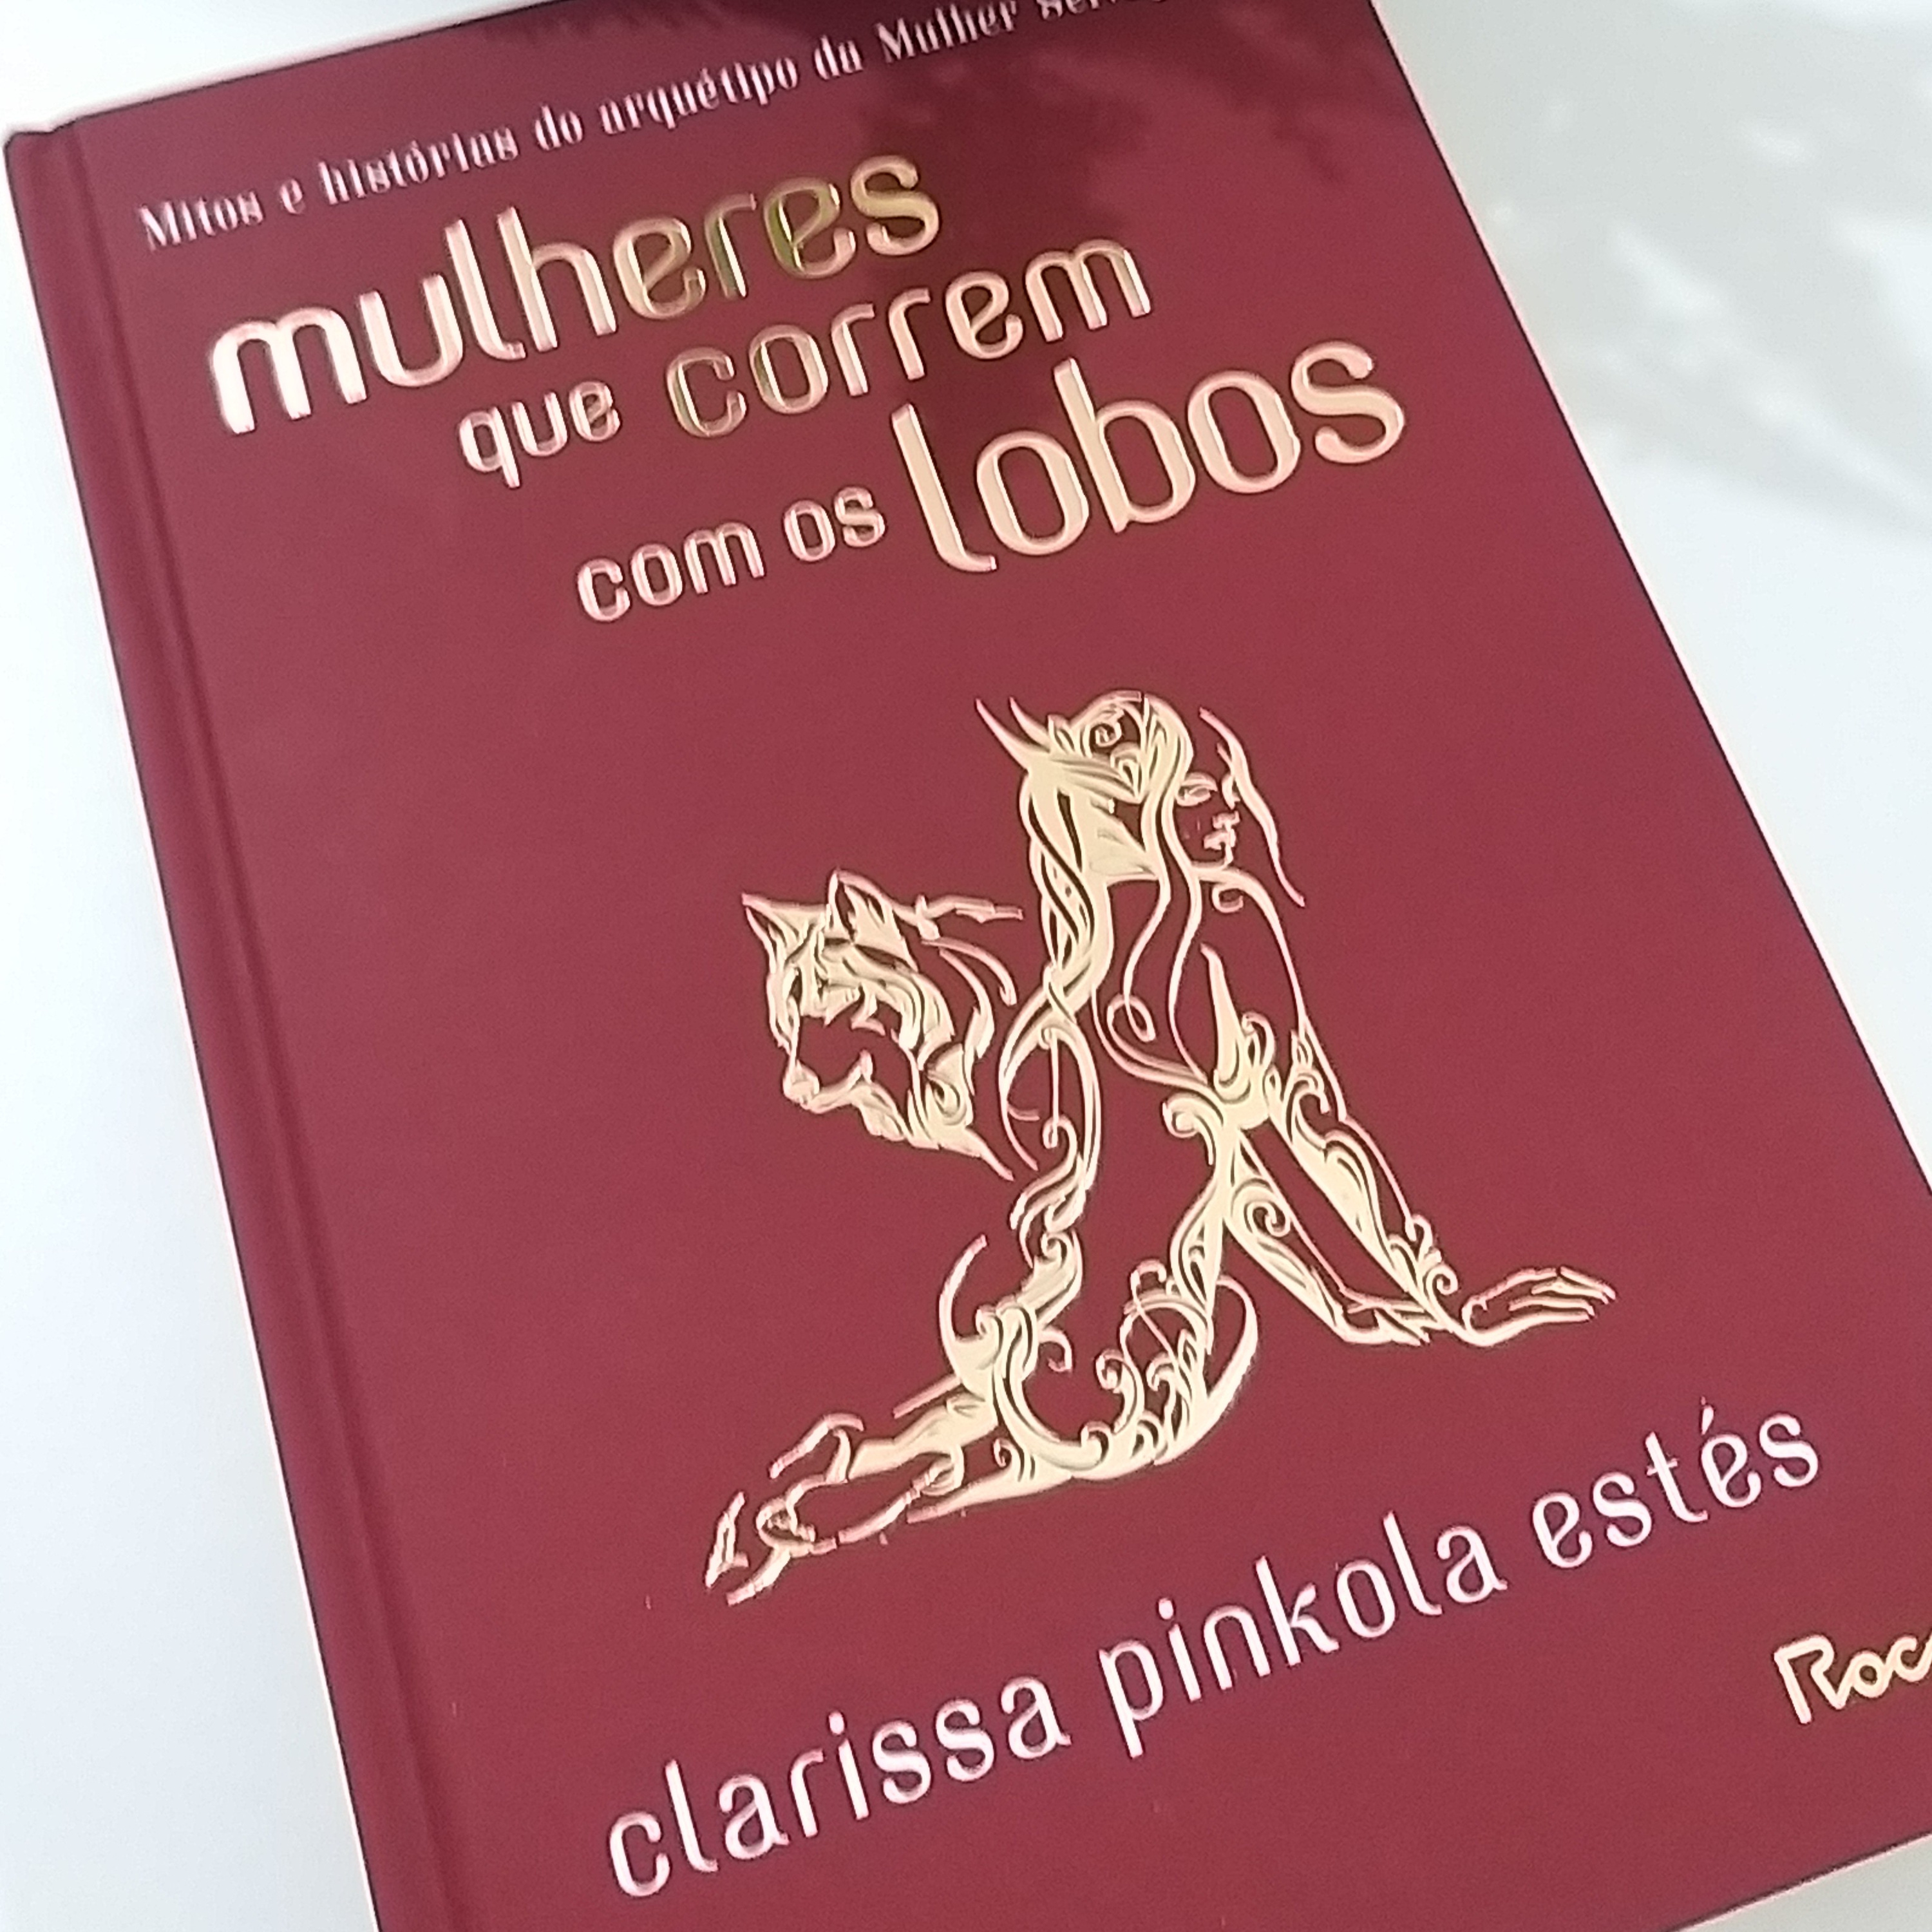 Mitos e histórias do arquétipo da Mulher
mulheres
que correm
com os lobos
clarissa pinkola estés